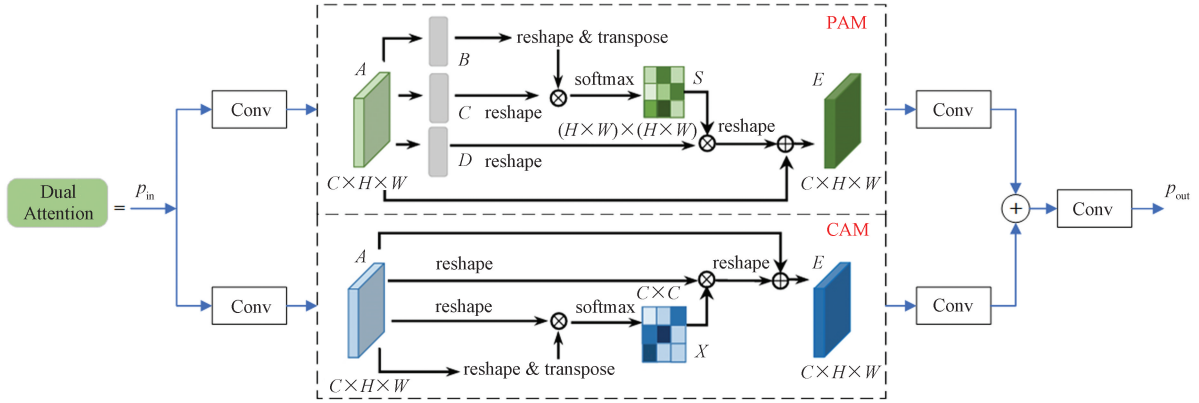 Dual
Attention
=
p_in
Conv
Conv
PAM
A
B
reshape & transpose
C
reshape
⊗
softmax
S
(H×W)×(H×W)
D
reshape
⊗
reshape
⊕
E
C×H×W
C×H×W
CAM
A
reshape
⊗
reshape
⊕
E
C×C
reshape
⊗
softmax
X
reshape & transpose
C×H×W
C×H×W
Conv
Conv
+
Conv
p_out